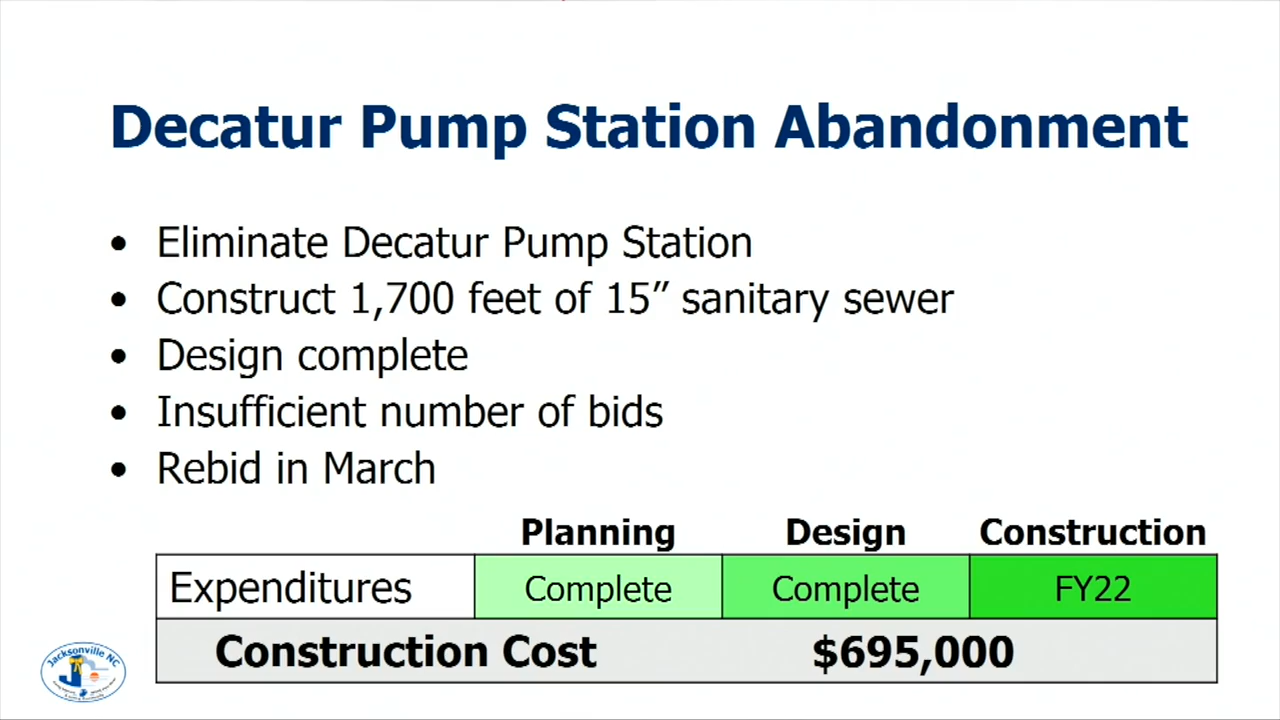 Decatur Pump Station Abandonment
• Eliminate Decatur Pump Station
• Construct 1,700 feet of 15” sanitary sewer
• Design complete
• Insufficient number of bids
• Rebid in March
Planning Design Construction
Expenditures Complete Complete FY22
Construction Cost $695,000
Jacksonville NC